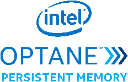 intel
OPTANE™
PERSISTENT MEMORY